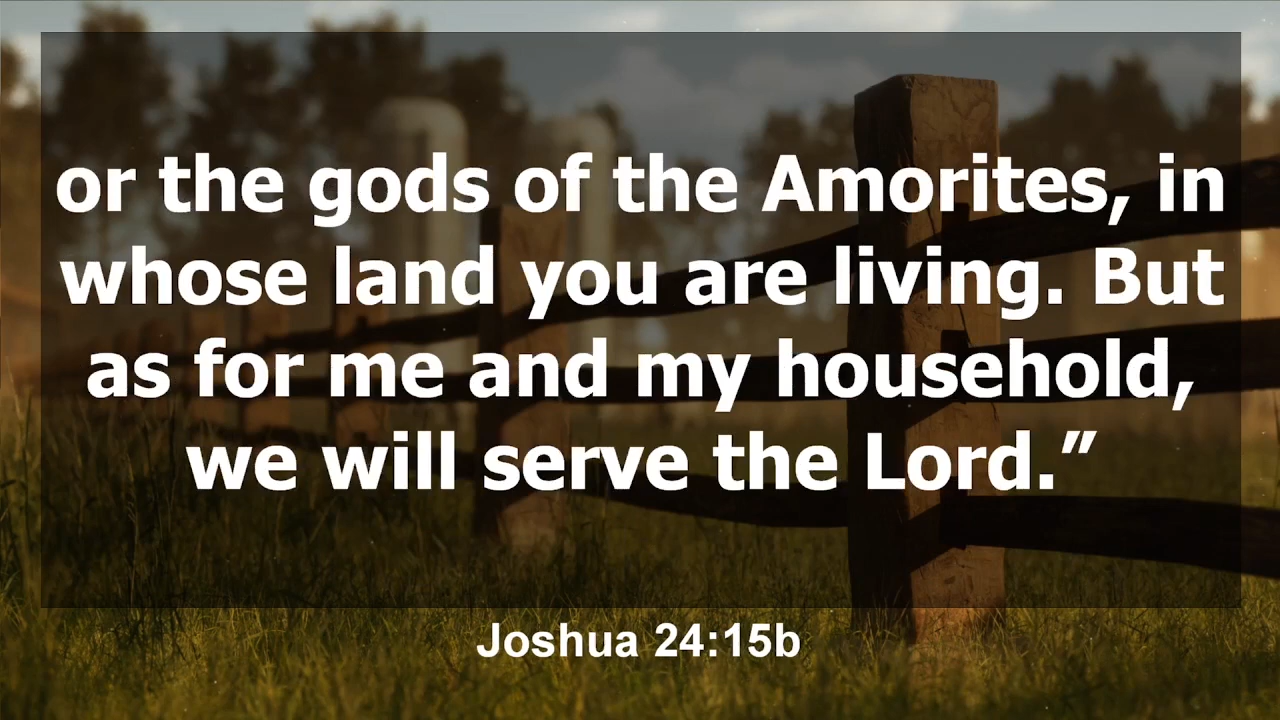 or the gods of the Amorites, in
whose land you are living. But
as for me and my household,
we will serve the Lord.”
Joshua 24:15b